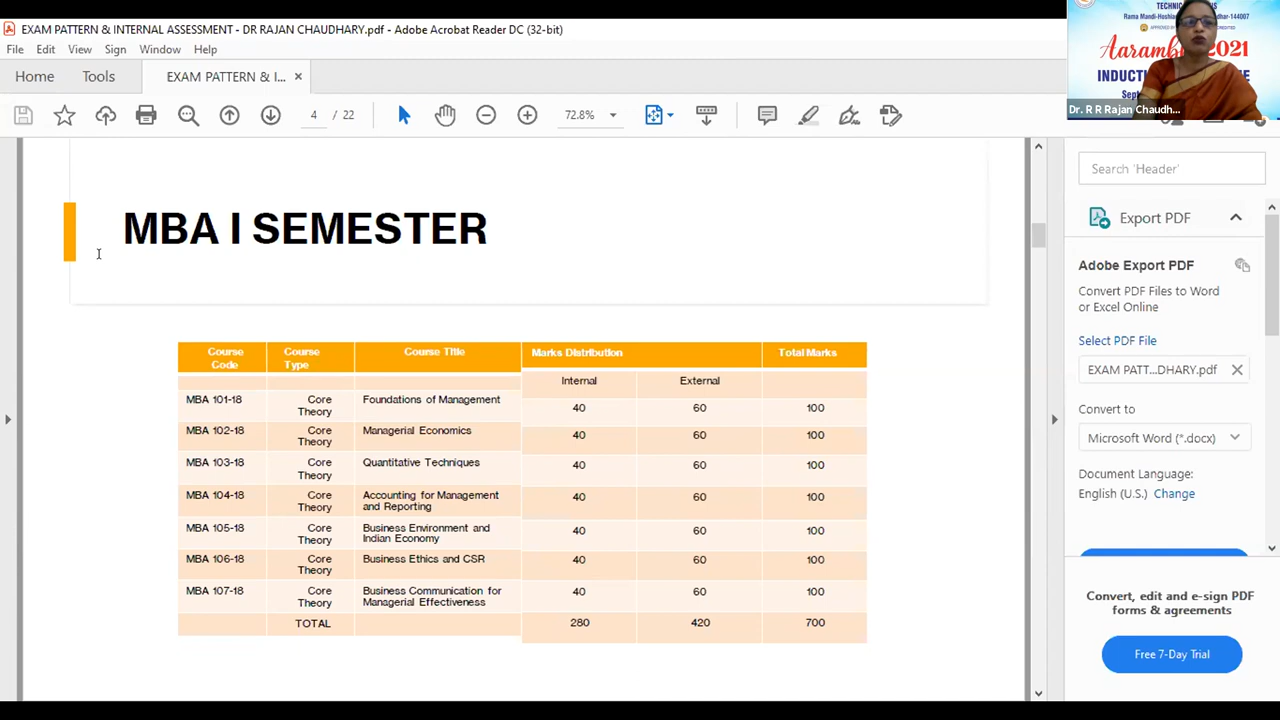 EXAM PATTERN & INTERNAL ASSESSMENT - DR RAJAN CHAUDHARY.pdf - Adobe Acrobat Reader DC (32-bit)
File Edit View Sign Window Help
Home Tools EXAM PATTERN & I... ×
4 / 22 72.8%
Rama Mandi-Hoshia dhar-144007
2021
INDUCT
Dr. R R Rajan Chaudh...
MBA I SEMESTER
Course Code Course Type Course Title Marks Distribution Total Marks
Internal External
MBA 101-18 Core Theory Foundations of Management 40 60 100
MBA 102-18 Core Theory Managerial Economics 40 60 100
MBA 103-18 Core Theory Quantitative Techniques 40 60 100
MBA 104-18 Core Theory Accounting for Management and Reporting 40 60 100
MBA 105-18 Core Theory Business Environment and Indian Economy 40 60 100
MBA 106-18 Core Theory Business Ethics and CSR 40 60 100
MBA 107-18 Core Theory Business Communication for Managerial Effectiveness 40 60 100
TOTAL 280 420 700
Search 'Header'
Export PDF
Adobe Export PDF
Convert PDF Files to Word
or Excel Online
Select PDF File
EXAM PATT...DHARY.pdf
Convert to
Microsoft Word (*.docx)
Document Language:
English (U.S.) Change
Convert, edit and e-sign PDF
forms & agreements
Free 7-Day Trial